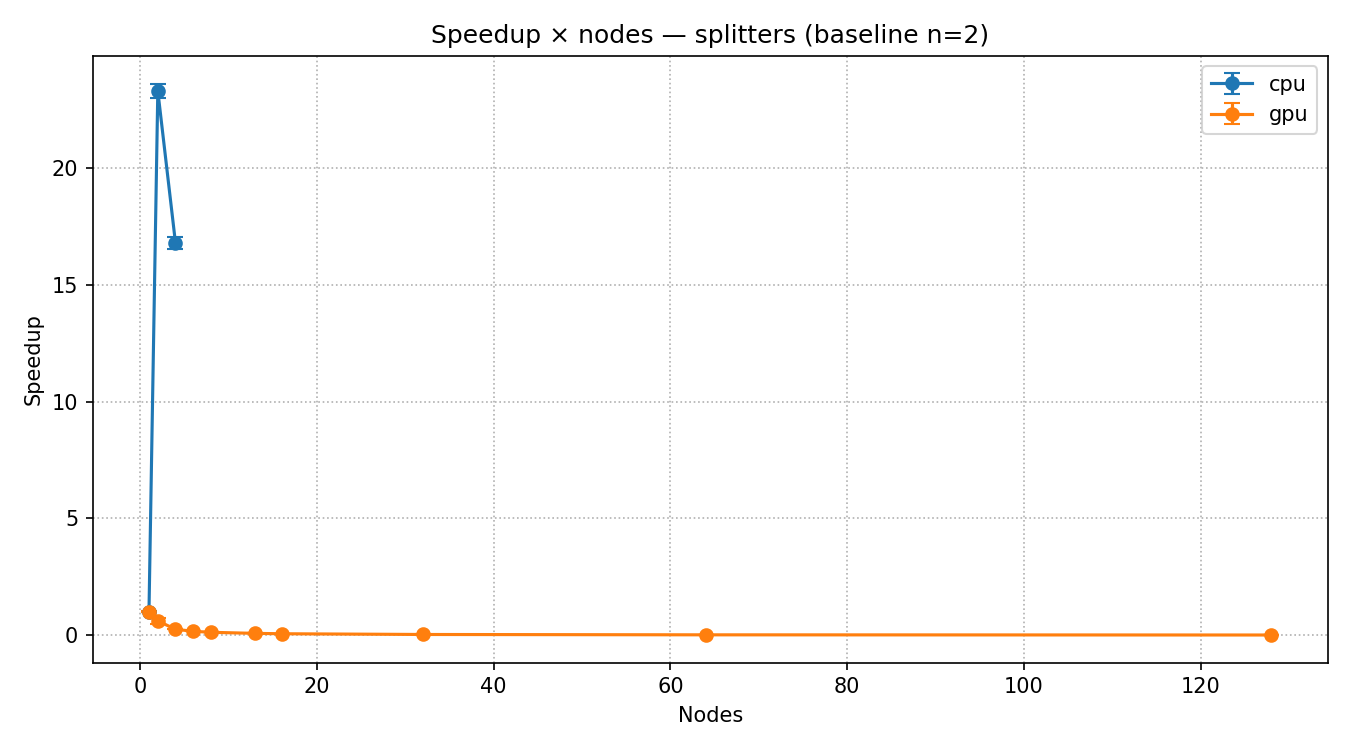 Speedup × nodes — splitters (baseline n=2)
cpu
gpu
Speedup
20
15
10
5
0
0 20 40 60 80 100 120
Nodes